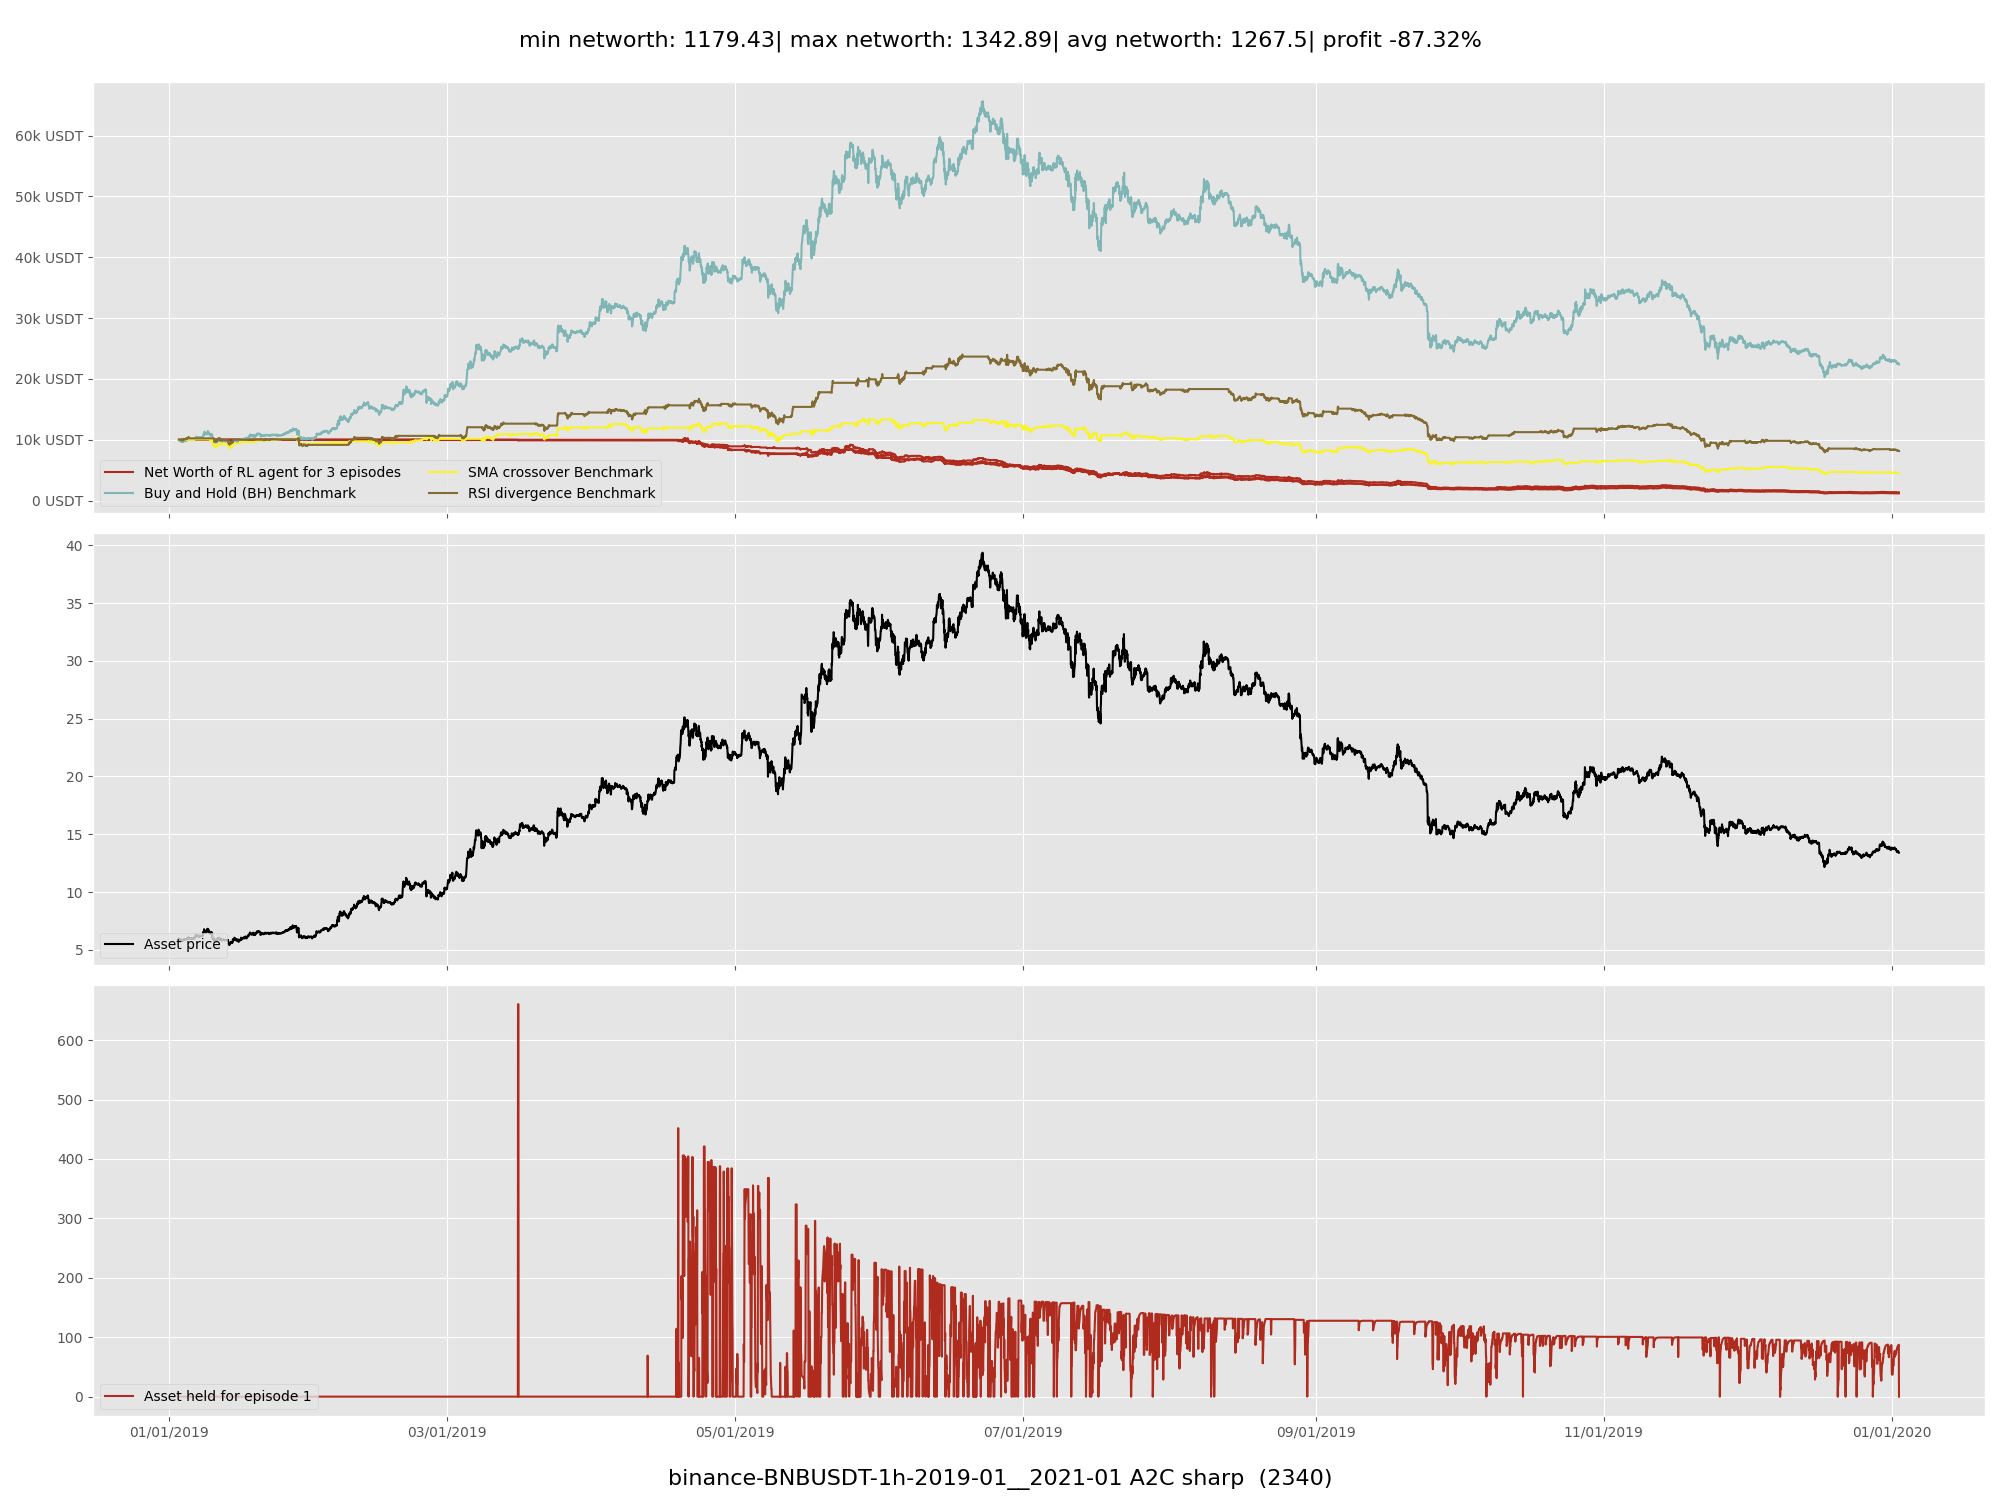 min networth: 1179.43| max networth: 1342.89| avg networth: 1267.5| profit -87.32%
60k USDT
50k USDT
40k USDT
30k USDT
20k USDT
10k USDT
0 USDT
Net Worth of RL agent for 3 episodes
Buy and Hold (BH) Benchmark
SMA crossover Benchmark
RSI divergence Benchmark
40
35
30
25
20
15
10
5
Asset price
600
500
400
300
200
100
0
Asset held for episode 1
01/01/2019 03/01/2019 05/01/2019 07/01/2019 09/01/2019 11/01/2019 01/01/2020
binance-BNBUSDT-1h-2019-01__2021-01 A2C sharp (2340)